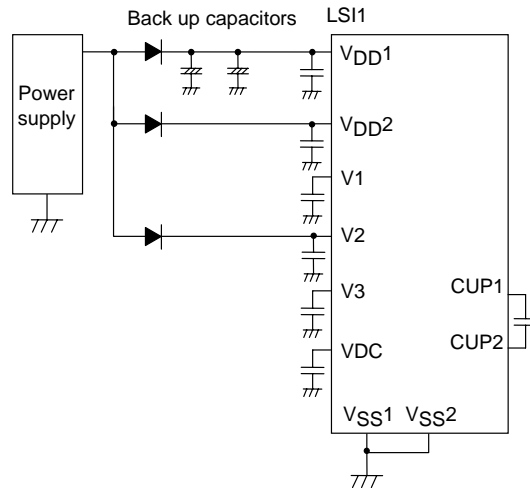 Back up capacitors
LSI1
Power
supply
VDD1
VDD2
V1
V2
V3
VDC
CUP1
CUP2
VSS1 VSS2